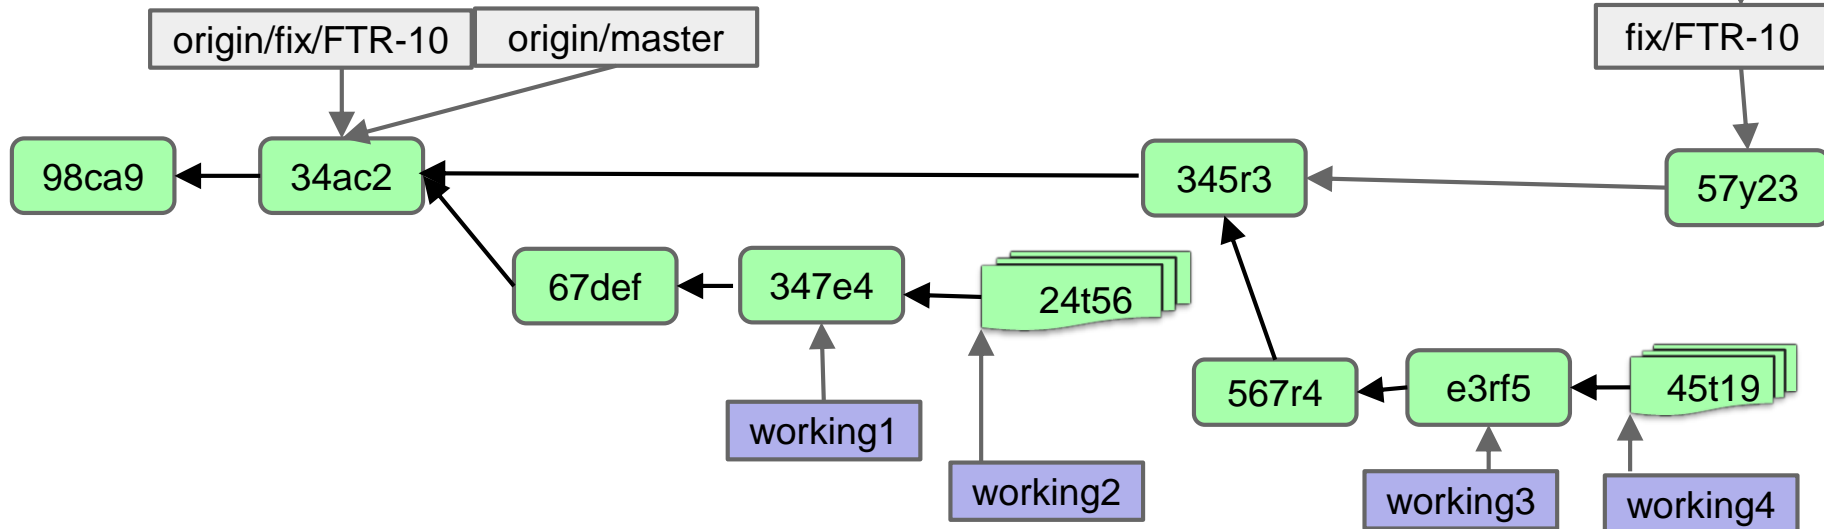 origin/fix/FTR-10
origin/master
fix/FTR-10
98ca9
34ac2
345r3
57y23
67def
347e4
24t56
567r4
e3rf5
45t19
working1
working2
working3
working4